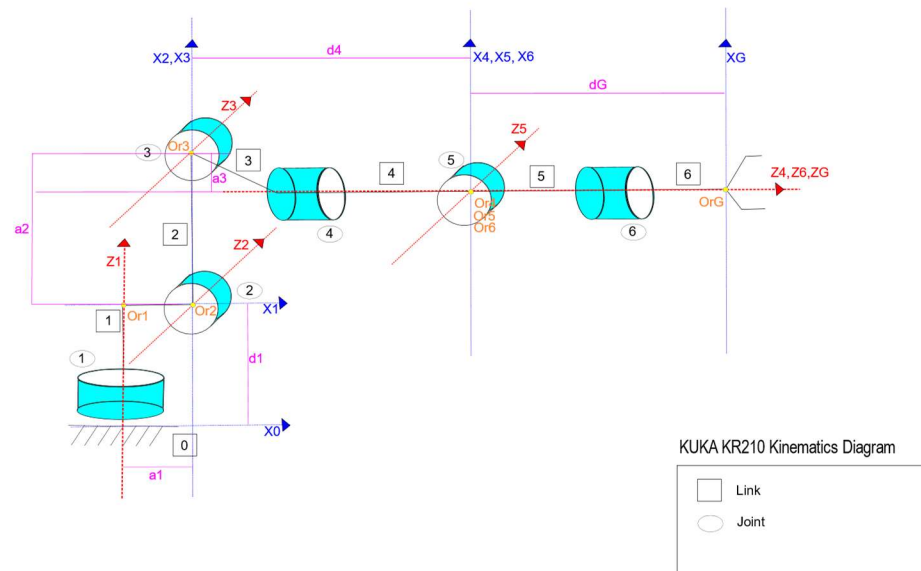 d4
X2, X3
X4, X5, X6
XG
dG
Z3
Z5
3
Or3
3
5
a3
4
5
6
Z4, Z6, ZG
Or4
Or5
Or6
OrG
4
6
a2
2
Z2
Z1
2
X1
Or1
Or2
1
1
d1
X0
0
a1
KUKA KR210 Kinematics Diagram
Link
Joint